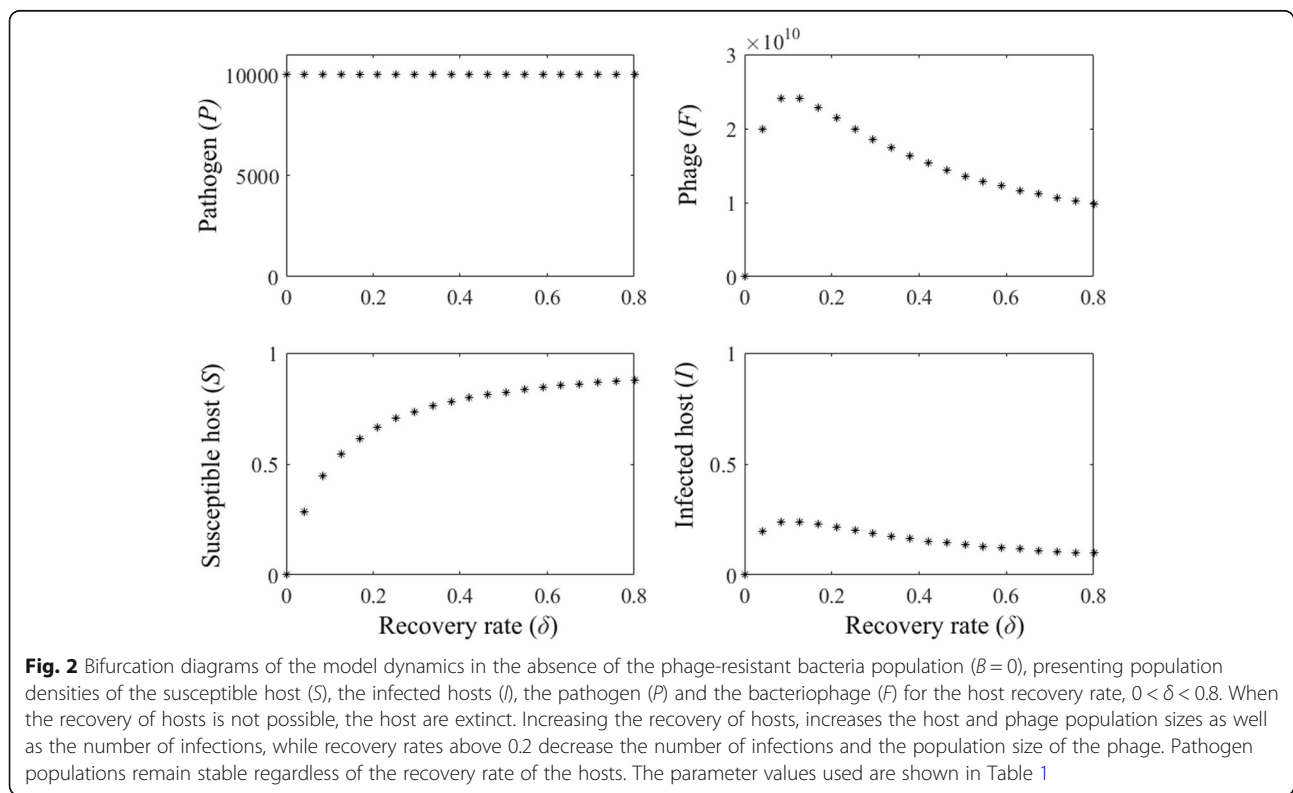 ×10^10
10000
5000
0
Pathogen (P)
0 0.2 0.4 0.6 0.8
3
2
1
0
Phage (F)
0 0.2 0.4 0.6 0.8
1
0.5
0
Susceptible host (S)
0 0.2 0.4 0.6 0.8
Recovery rate (δ)
1
0.5
0
Infected host (I)
0 0.2 0.4 0.6 0.8
Recovery rate (δ)
Fig. 2 Bifurcation diagrams of the model dynamics in the absence of the phage-resistant bacteria population (B = 0), presenting population
densities of the susceptible host (S), the infected hosts (I), the pathogen (P) and the bacteriophage (F) for the host recovery rate, 0 < δ < 0.8. When
the recovery of hosts is not possible, the host are extinct. Increasing the recovery of hosts, increases the host and phage population sizes as well
as the number of infections, while recovery rates above 0.2 decrease the number of infections and the population size of the phage. Pathogen
populations remain stable regardless of the recovery rate of the hosts. The parameter values used are shown in Table 1